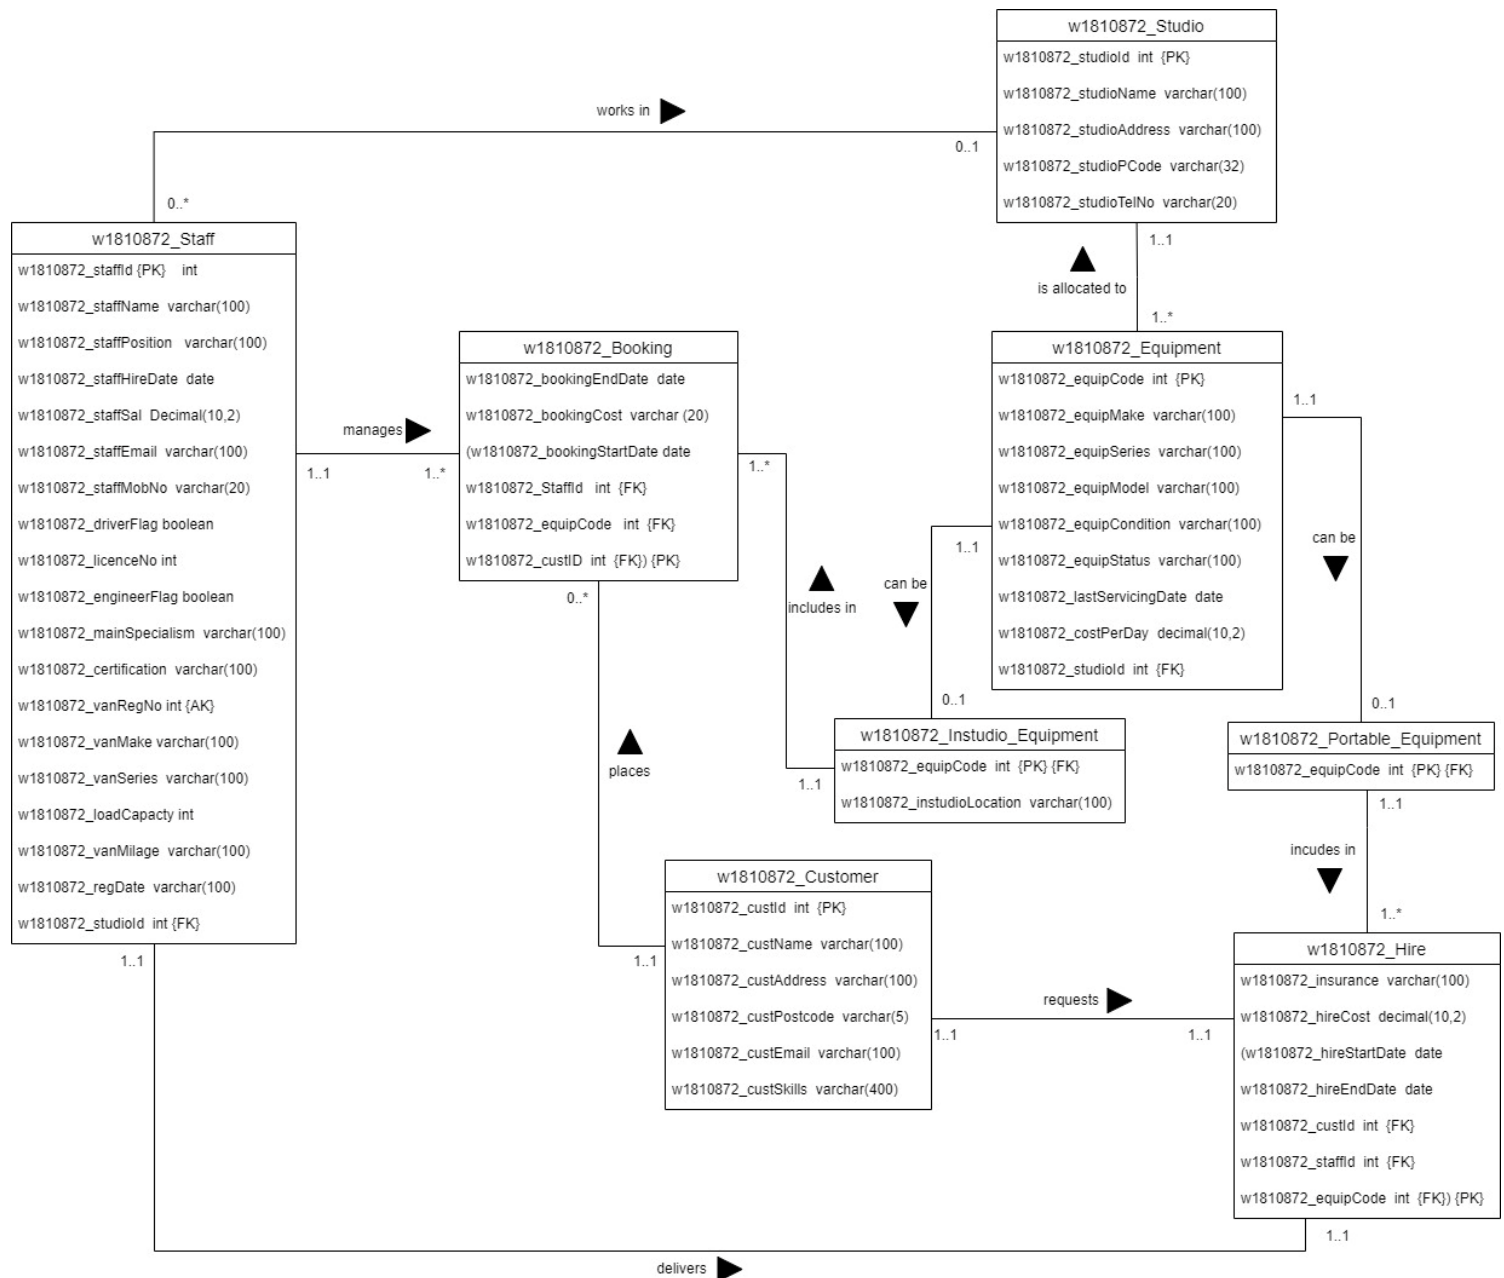 w1810872_Studio
w1810872_studioId int {PK}
w1810872_studioName varchar(100)
w1810872_studioAddress varchar(100)
w1810872_studioPCode varchar(32)
w1810872_studioTelNo varchar(20)
works in
0..1
0..*
1..1
is allocated to
1..*
w1810872_Staff
w1810872_staffId {PK} int
w1810872_staffName varchar(100)
w1810872_staffPosition varchar(100)
w1810872_staffHireDate date
w1810872_staffSal Decimal(10,2)
w1810872_staffEmail varchar(100)
w1810872_staffMobNo varchar(20)
w1810872_driverFlag boolean
w1810872_licenceNo int
w1810872_engineerFlag boolean
w1810872_mainSpecialism varchar(100)
w1810872_certification varchar(100)
w1810872_vanRegNo int {AK}
w1810872_vanMake varchar(100)
w1810872_vanSeries varchar(100)
w1810872_loadCapacty int
w1810872_vanMilage varchar(100)
w1810872_regDate varchar(100)
w1810872_studioId int {FK}
manages
1..1
1..*
w1810872_Booking
w1810872_bookingEndDate date
w1810872_bookingCost varchar (20)
(w1810872_bookingStartDate date
w1810872_StaffId int {FK}
w1810872_equipCode int {FK}
w1810872_custID int {FK}) {PK}
1..*
0..*
includes in
places
w1810872_Equipment
w1810872_equipCode int {PK}
w1810872_equipMake varchar(100)
w1810872_equipSeries varchar(100)
w1810872_equipModel varchar(100)
w1810872_equipCondition varchar(100)
w1810872_equipStatus varchar(100)
w1810872_lastServicingDate date
w1810872_costPerDay decimal(10,2)
w1810872_studioId int {FK}
1..1
can be
0..1
1..1
can be
0..1
w1810872_Instudio_Equipment
w1810872_equipCode int {PK} {FK}
w1810872_instudioLocation varchar(100)
1..1
w1810872_Portable_Equipment
w1810872_equipCode int {PK} {FK}
1..1
incudes in
1..*
w1810872_Customer
w1810872_custId int {PK}
w1810872_custName varchar(100)
w1810872_custAddress varchar(100)
w1810872_custPostcode varchar(5)
w1810872_custEmail varchar(100)
w1810872_custSkills varchar(400)
1..1
requests
1..1
1..1
w1810872_Hire
w1810872_insurance varchar(100)
w1810872_hireCost decimal(10,2)
(w1810872_hireStartDate date
w1810872_hireEndDate date
w1810872_custId int {FK}
w1810872_staffId int {FK}
w1810872_equipCode int {FK}) {PK}
1..1
1..1
delivers